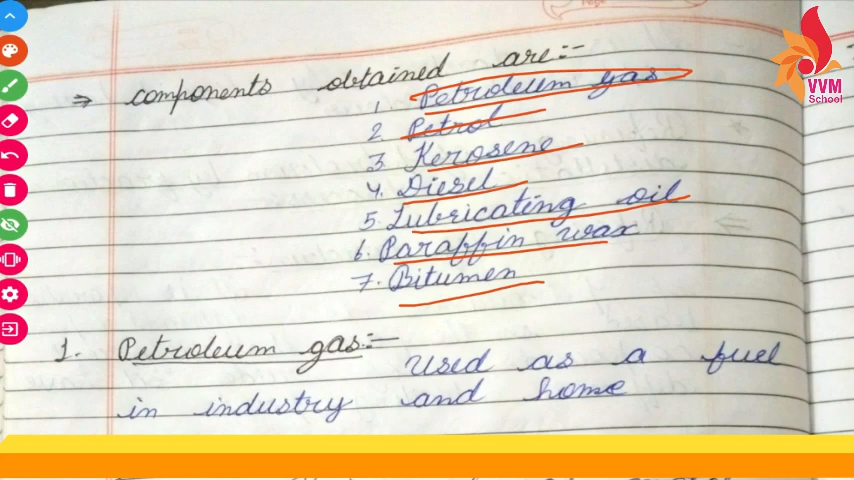 ⇒ components obtained are:-
1. Petroleum gas
2 Petrol
3. Kerosene
4. Diesel
5. Lubricating oil
6. Paraffin wax
7. Bitumen
1. Petroleum gas:-
Used as a fuel
in industry and home
VVM
School